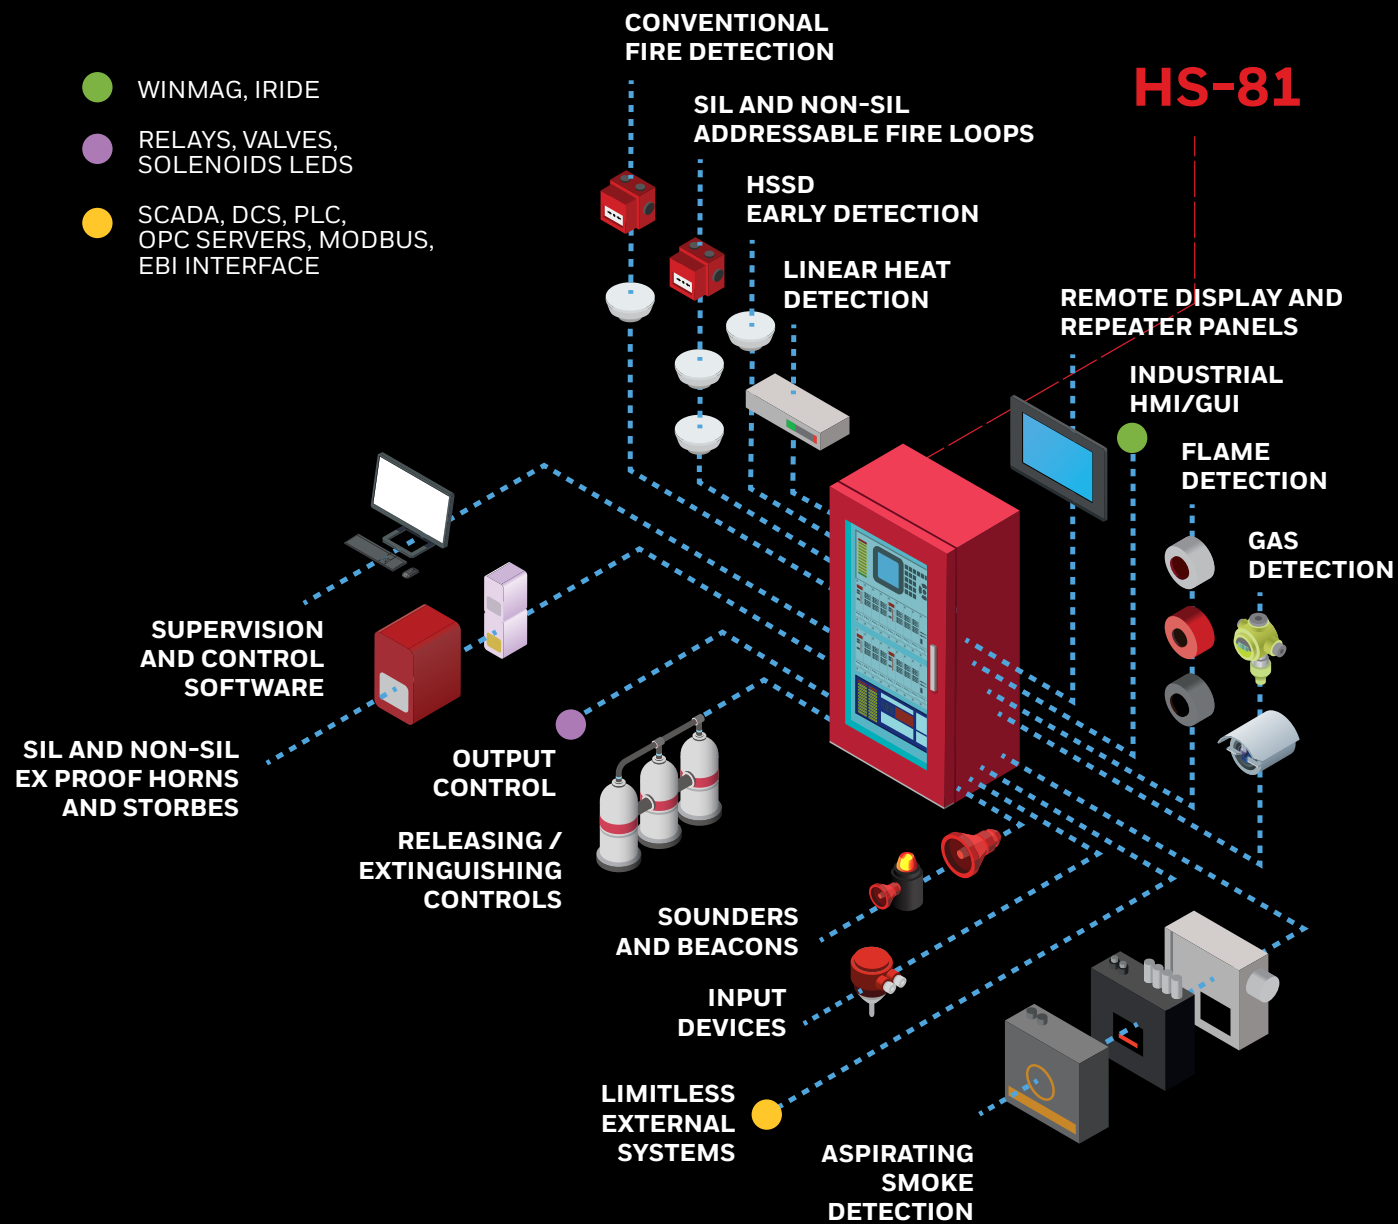 CONVENTIONAL
FIRE DETECTION
HS-81
WINMAG, IRIDE
RELAYS, VALVES,
SOLENOIDS LEDS
SCADA, DCS, PLC,
OPC SERVERS, MODBUS,
EBI INTERFACE
SIL AND NON-SIL
ADDRESSABLE FIRE LOOPS
HSSD
EARLY DETECTION
LINEAR HEAT
DETECTION
REMOTE DISPLAY AND
REPEATER PANELS
INDUSTRIAL
HMI/GUI
FLAME
DETECTION
GAS
DETECTION
SUPERVISION
AND CONTROL
SOFTWARE
SIL AND NON-SIL
EX PROOF HORNS
AND STORBES
OUTPUT
CONTROL
RELEASING /
EXTINGUISHING
CONTROLS
SOUNDERS
AND BEACONS
INPUT
DEVICES
LIMITLESS
EXTERNAL
SYSTEMS
ASPIRATING
SMOKE
DETECTION